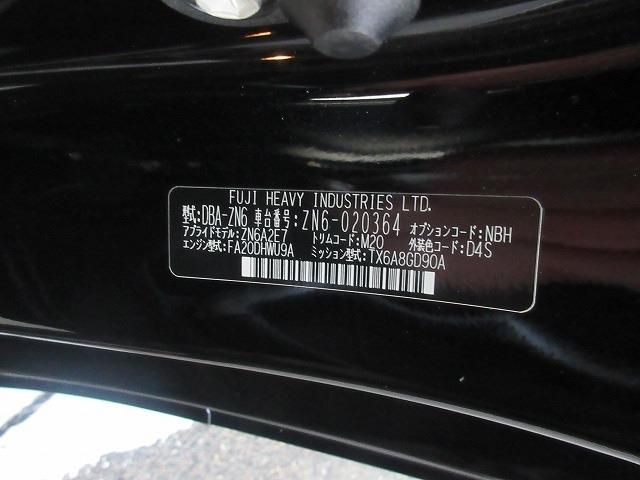 FUJI HEAVY INDUSTRIES LTD.
型式:DBA-ZN6 車台番号:ZN6-020364 オプションコード:NBH
アプライドモデル:ZN6A2E7 トリムコード:M20 外装色コード:D4S
エンジン型式:FA20DHWU9A ミッション型式:TX6A8GD90A